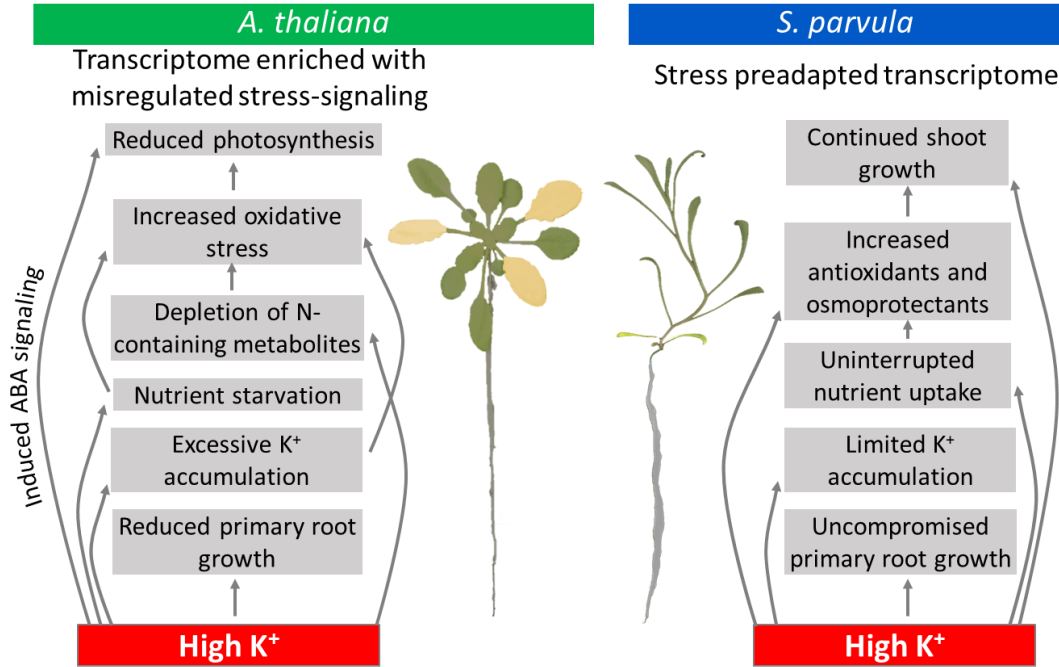 A. thaliana
Transcriptome enriched with
misregulated stress-signaling
Reduced photosynthesis
Increased oxidative
stress
Depletion of N-
containing metabolites
Nutrient starvation
Excessive K⁺
accumulation
Reduced primary root
growth
High K⁺
Induced ABA signaling
S. parvula
Stress preadapted transcriptome
Continued shoot
growth
Increased
antioxidants and
osmoprotectants
Uninterrupted
nutrient uptake
Limited K⁺
accumulation
Uncompromised
primary root growth
High K⁺